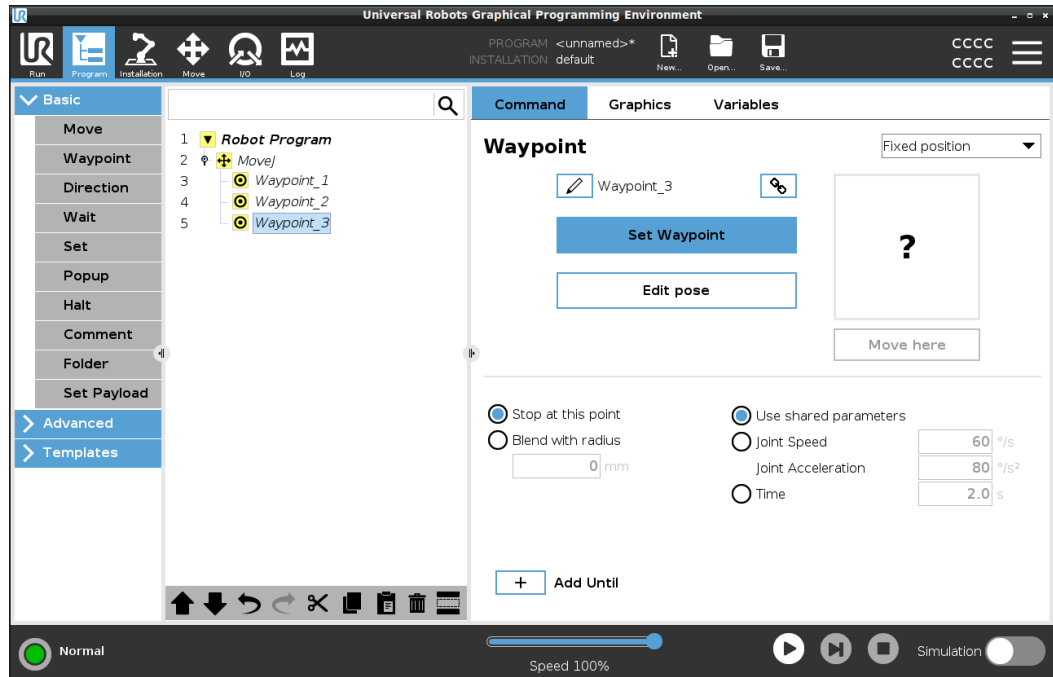 Universal Robots Graphical Programming Environment
UR
Run
Program
Installation
Move
I/O
Log
PROGRAM <unnamed>*
INSTALLATION default
New...
Open...
Save...
CCCC
CCCC
Basic
Move
Waypoint
Direction
Wait
Set
Popup
Halt
Comment
Folder
Set Payload
Advanced
Templates
1 Robot Program
2 MoveJ
3 Waypoint_1
4 Waypoint_2
5 Waypoint_3
Command Graphics Variables
Waypoint
Fixed position
Waypoint_3
Set Waypoint
Edit pose
?
Move here
Stop at this point
Blend with radius
0 mm
Use shared parameters
Joint Speed 60 °/s
Joint Acceleration 80 °/s²
Time 2.0 s
+ Add Until
Normal
Speed 100%
Simulation